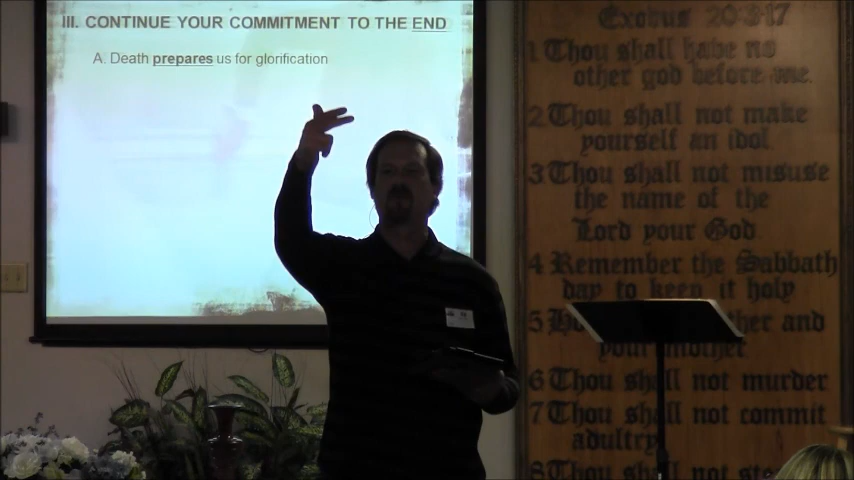 III. CONTINUE YOUR COMMITMENT TO THE END
A. Death prepares us for glorification
Exodus 20:3-17
1 Thou shall have no
other god before me.
2 Thou shall not make
yourself an idol
3 Thou shall not misuse
the name of the
Lord your God
4 Remember the Sabbath
day to keep it holy
5 and
your mother
6 Thou shall not murder
7 Thou shall not commit
adultry
8 Thou shall not